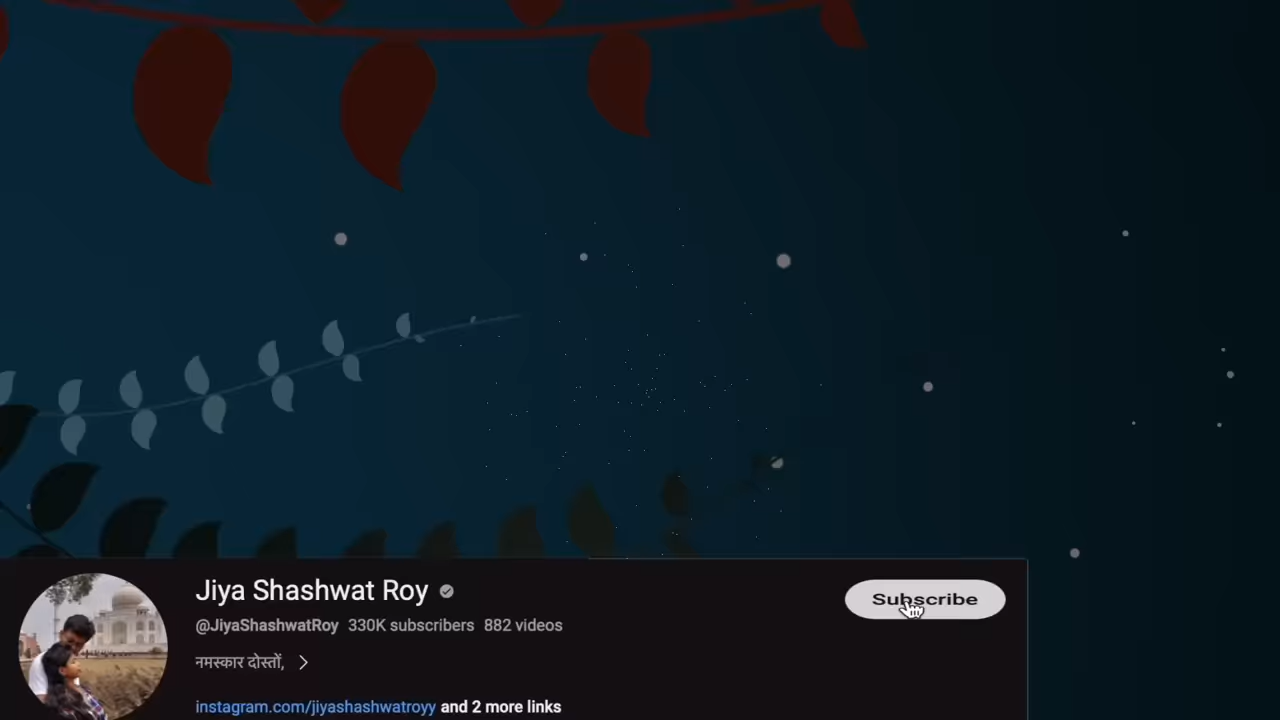 Jiya Shashwat Roy
Subscribe
@JiyaShashwatRoy 330K subscribers 882 videos
नमस्कार दोस्तों,
instagram.com/jiyashashwatroyy and 2 more links